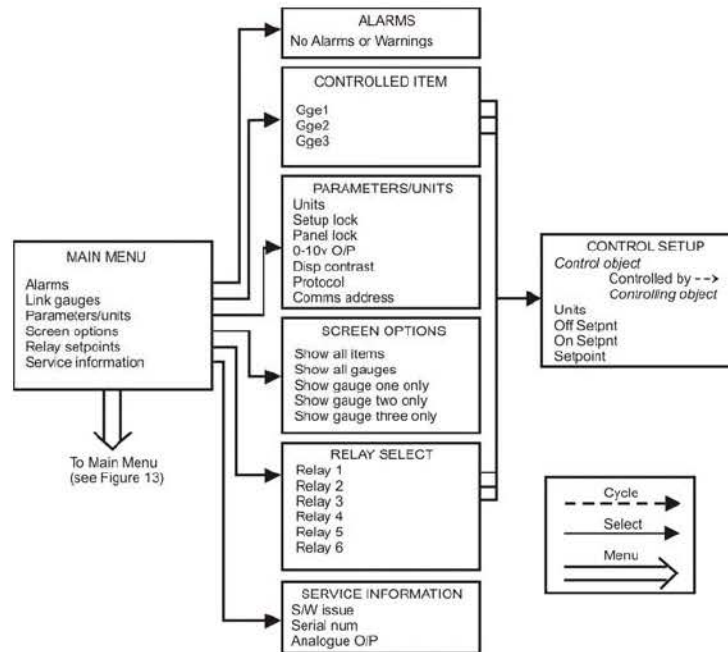 ALARMS
No Alarms or Warnings
CONTROLLED ITEM
Gge1
Gge2
Gge3
PARAMETERS/UNITS
Units
Setup lock
Panel lock
0-10v O/P
Disp contrast
Protocol
Comms address
MAIN MENU
Alarms
Link gauges
Parameters/units
Screen options
Relay setpoints
Service information
To Main Menu
(see Figure 13)
SCREEN OPTIONS
Show all items
Show all gauges
Show gauge one only
Show gauge two only
Show gauge three only
RELAY SELECT
Relay 1
Relay 2
Relay 3
Relay 4
Relay 5
Relay 6
SERVICE INFORMATION
S/W issue
Serial num
Analogue O/P
CONTROL SETUP
Control object
Controlled by -->
Controlling object
Units
Off Setpnt
On Setpnt
Setpoint
Cycle
Select
Menu